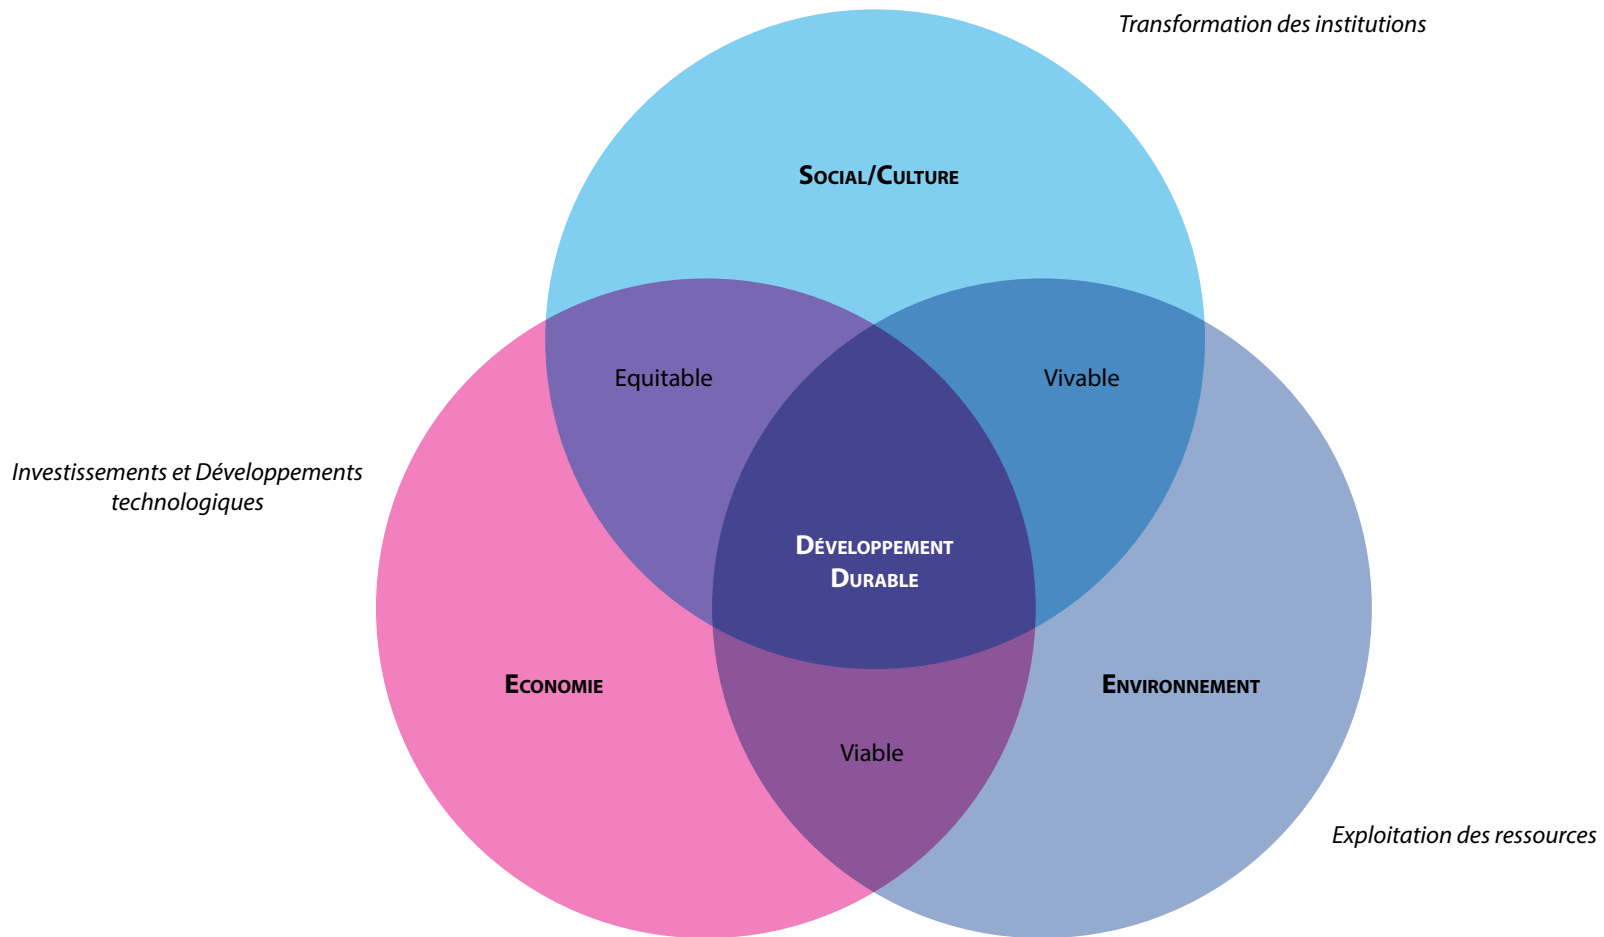 Transformation des institutions
Social/Culture
Equitable
Vivable
Investissements et Développements
technologiques
Développement
Durable
Economie
Environnement
Viable
Exploitation des ressources